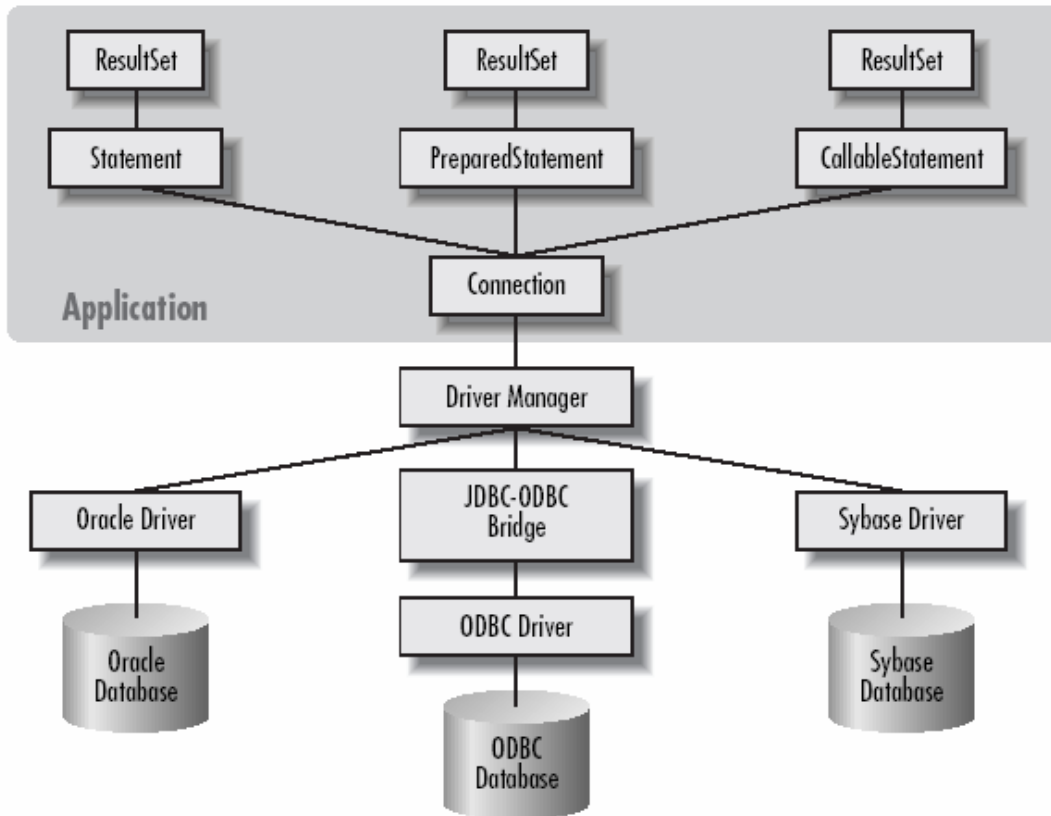 ResultSet
ResultSet
ResultSet
Statement
PreparedStatement
CallableStatement
Connection
Application
Driver Manager
Oracle Driver
JDBC-ODBC
Bridge
Sybase Driver
ODBC Driver
Oracle
Database
Sybase
Database
ODBC
Database